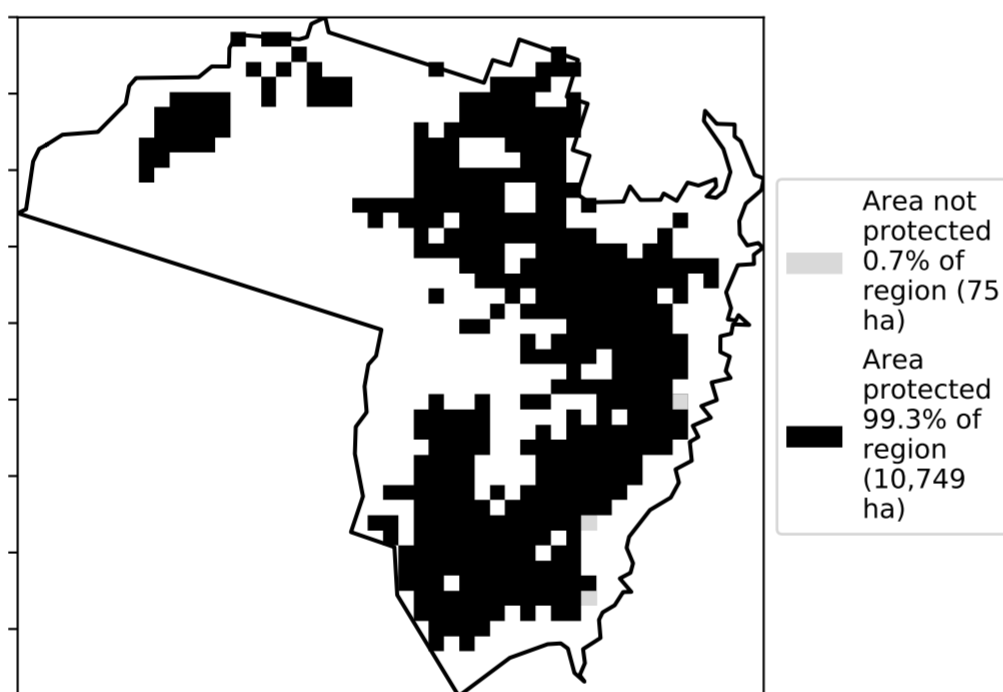 Area not
protected
0.7% of
region (75
ha)
Area
protected
99.3% of
region
(10,749
ha)